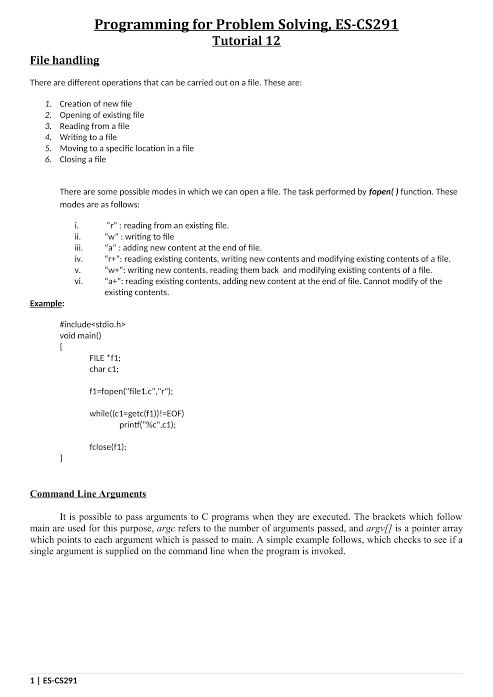 Programming for Problem Solving, ES-CS291
Tutorial 12
File handling
There are different operations that can be carried out on a file. These are:
1. Creation of new file
2. Opening of existing file
3. Reading from a file
4. Writing to a file
5. Moving to a specific location in a file
6. Closing a file
There are some possible modes in which we can open a file. The task performed by fopen( ) function. These
modes are as follows:
i. "r" : reading from an existing file.
ii. "w" : writing to file
iii. "a" : adding new content at the end of file.
iv. "r+": reading existing contents, writing new contents and modifying existing contents of a file.
v. "w+": writing new contents, reading them back and modifying existing contents of a file.
vi. "a+": reading existing contents, adding new content at the end of file. Cannot modify of the
existing contents.
Example:
#include<stdio.h>
void main()
{
FILE *f1;
char c1;
f1=fopen("file1.c","r");
while((c1=getc(f1))!=EOF)
printf("%c",c1);
fclose(f1);
}
Command Line Arguments
It is possible to pass arguments to C programs when they are executed. The brackets which follow
main are used for this purpose, argc refers to the number of arguments passed, and argv[] is a pointer array
which points to each argument which is passed to main. A simple example follows, which checks to see if a
single argument is supplied on the command line when the program is invoked.
1 | ES-CS291